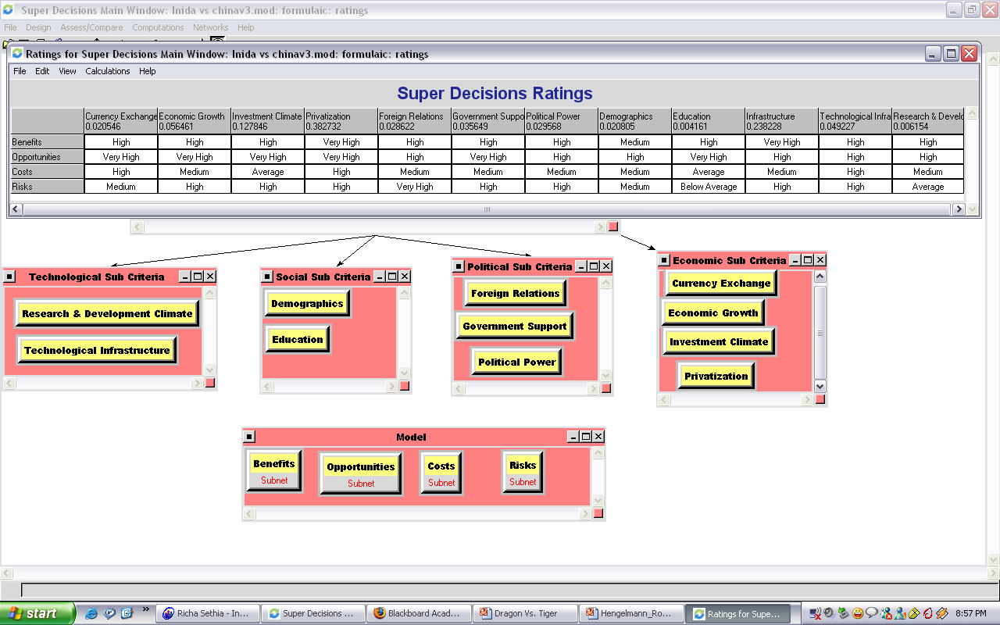 Super Decisions Main Window: Inida vs chinav3.mod: formulaic: ratings
File Design Assess/Compare Computations Networks Help
Ratings for Super Decisions Main Window: Inida vs chinav3.mod: formulaic: ratings
File Edit View Calculations Help
Super Decisions Ratings
Currency Exchange Economic Growth Investment Climate Privatization Foreign Relations Government Suppo Political Power Demographics Education Infrastructure Technological Infra Research & Develo
0.020546 0.056461 0.127846 0.382732 0.028622 0.035649 0.029568 0.020805 0.004161 0.238228 0.049227 0.006154
Benefits High High High Very High High High High Medium High Very High High High
Opportunities Very High Very High Very High Very High High Very High High High Very High High High High
Costs High Medium Average High Medium Medium Medium Medium Average Medium High Medium
Risks Medium High High High Very High High High Medium Below Average High High Average
Technological Sub Criteria
Research & Development Climate
Technological Infrastructure
Social Sub Criteria
Demographics
Education
Political Sub Criteria
Foreign Relations
Government Support
Political Power
Economic Sub Criteria
Currency Exchange
Economic Growth
Investment Climate
Privatization
Model
Benefits Opportunities Costs Risks
Subnet Subnet Subnet Subnet
start Richa Sethia - In... Super Decisions ... Blackboard Acad... Dragon Vs. Tiger Hengelmann_Ro... Ratings for Supe... 8:57 PM